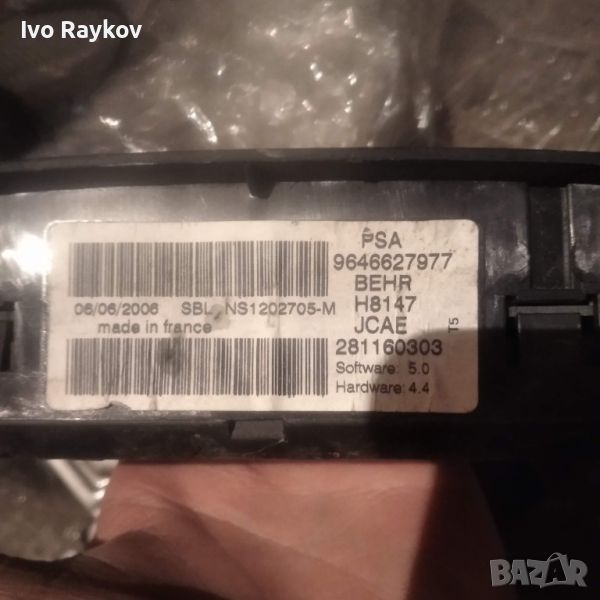 Ivo Raykov
PSA
9646627977
BEHR
H8147
JCAE
281160303
Software: 5.0
Hardware: 4.4
T5
06/06/2006 SBL NS1202705-M
made in france
BAZAR